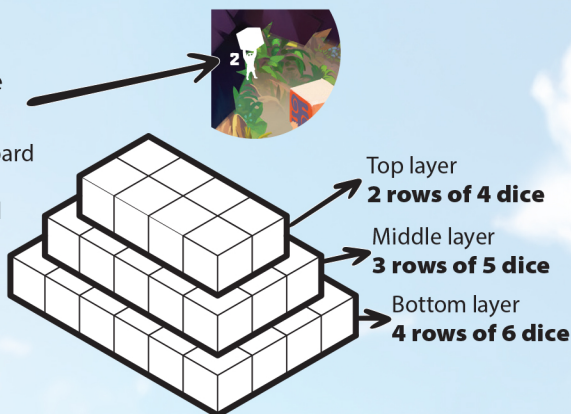 2
Top layer
2 rows of 4 dice
Middle layer
3 rows of 5 dice
Bottom layer
4 rows of 6 dice